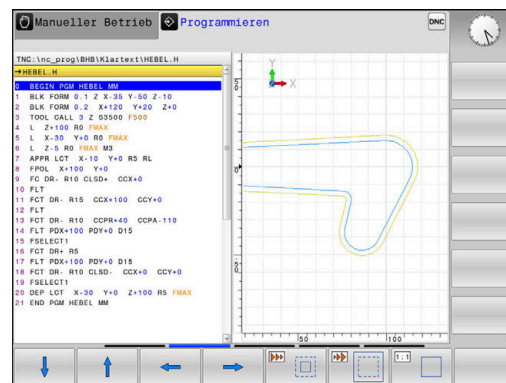 Manueller Betrieb
Programmieren
DNC
TNC:\nc_prog\BHB\Klartext\HEBEL.H
→HEBEL.H
0 BEGIN PGM HEBEL MM
1 BLK FORM 0.1 Z X-35 Y-50 Z-10
2 BLK FORM 0.2 X+120 Y+20 Z+0
3 TOOL CALL 3 Z S3500 F500
4 L Z+100 R0 FMAX
5 L X-30 Y+0 R0 FMAX
6 L Z-5 R0 FMAX M3
7 APPR LCT X-10 Y+0 R5 RL
8 FPOL X+100 Y+0
9 FC DR- R10 CLSD+ CCX+0
10 FLT
11 FCT DR- R15 CCX+100 CCY+0
12 FLT
13 FCT DR- R10 CCPR+40 CCPA-110
14 FLT PDX+100 PDY+0 D15
15 FSELECT1
16 FCT DR+ R5
17 FLT PDX+100 PDY+0 D15
18 FCT DR- R10 CLSD- CCX+0 CCY+0
19 FSELECT1
20 DEP LCT X-30 Y+0 Z+100 R5 FMAX
21 END PGM HEBEL MM
Y
X
50
0
50
100
1:1